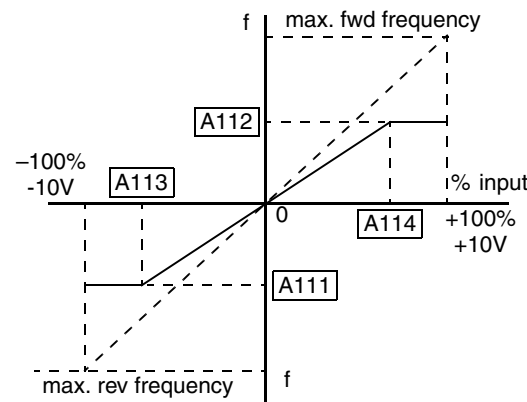 f
max. fwd frequency
A112
–100%
-10V
A113
% input
0
A114
+100%
+10V
A111
max. rev frequency
f